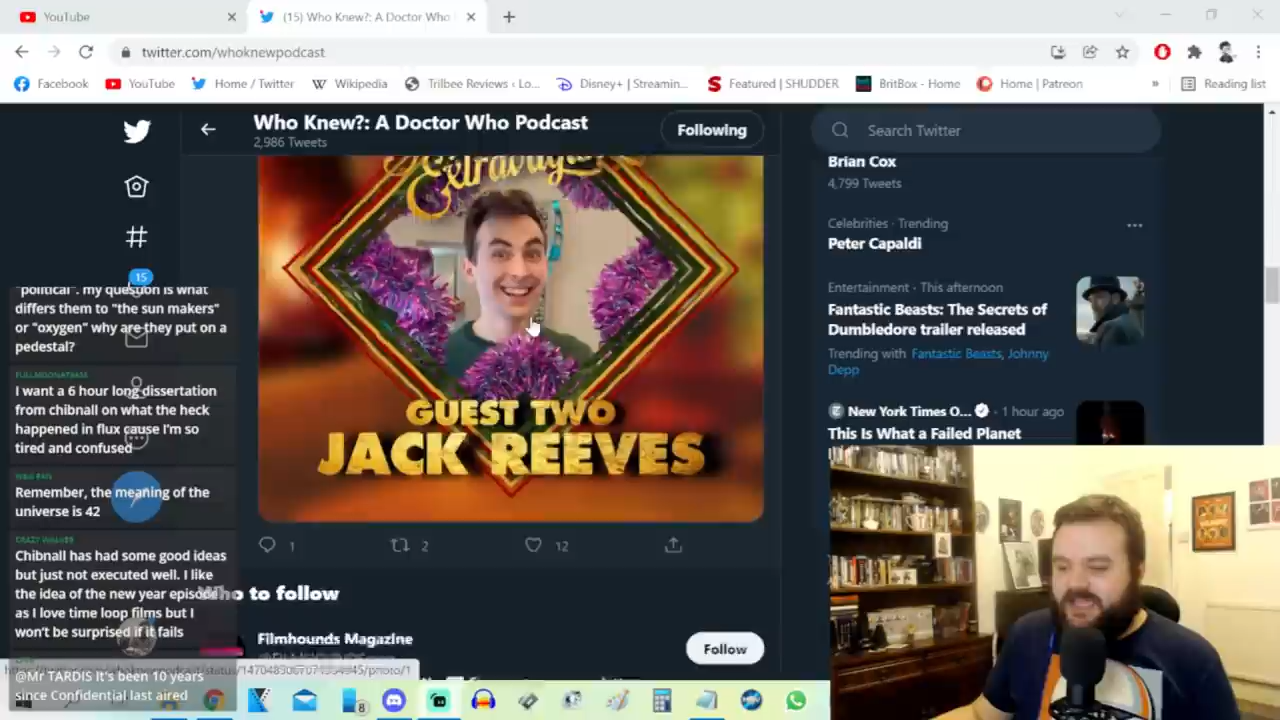 YouTube
(15) Who Knew?: A Doctor Who
twitter.com/whoknewpodcast
Facebook
YouTube
Home / Twitter
Wikipedia
Trilbee Reviews ‹ Lo...
Disney+ | Streamin...
Featured | SHUDDER
BritBox - Home
Home | Patreon
»
Reading list
Who Knew?: A Doctor Who Podcast
2,986 Tweets
Following
Search Twitter
15
Extravag
GUEST TWO
JACK REEVES
1
2
12
Who to follow
Filmhounds Magazine
Follow
Brian Cox
4,799 Tweets
Celebrities · Trending
Peter Capaldi
Entertainment · This afternoon
Fantastic Beasts: The Secrets of
Dumbledore trailer released
Trending with Fantastic Beasts, Johnny
Depp
New York Times O... · 1 hour ago
This Is What a Failed Planet
"political". my question is what
differs them to "the sun makers"
or "oxygen" why are they put on a
pedestal?
FULLMOONATBASE
I want a 6 hour long dissertation
from chibnall on what the heck
happened in flux cause I'm so
tired and confused
Remember, the meaning of the
universe is 42
Chibnall has had some good ideas
but just not executed well. I like
the idea of the new year episode
as I love time loop films but I
won't be surprised if it fails
@Mr TARDIS It's been 10 years
since Confidential last aired
8